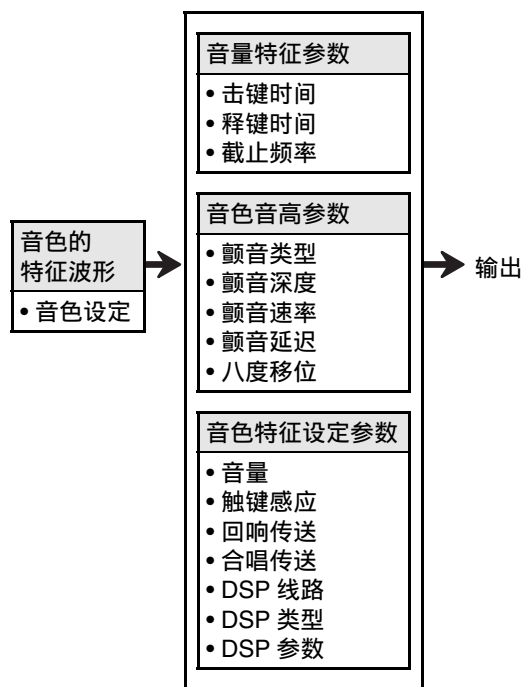 音色的
特征波形
• 音色设定
音量特征参数
• 击键时间
• 释键时间
• 截止频率
音色音高参数
• 颤音类型
• 颤音深度
• 颤音速率
• 颤音延迟
• 八度移位
音色特征设定参数
• 音量
• 触键感应
• 回响传送
• 合唱传送
• DSP 线路
• DSP 类型
• DSP 参数
输出